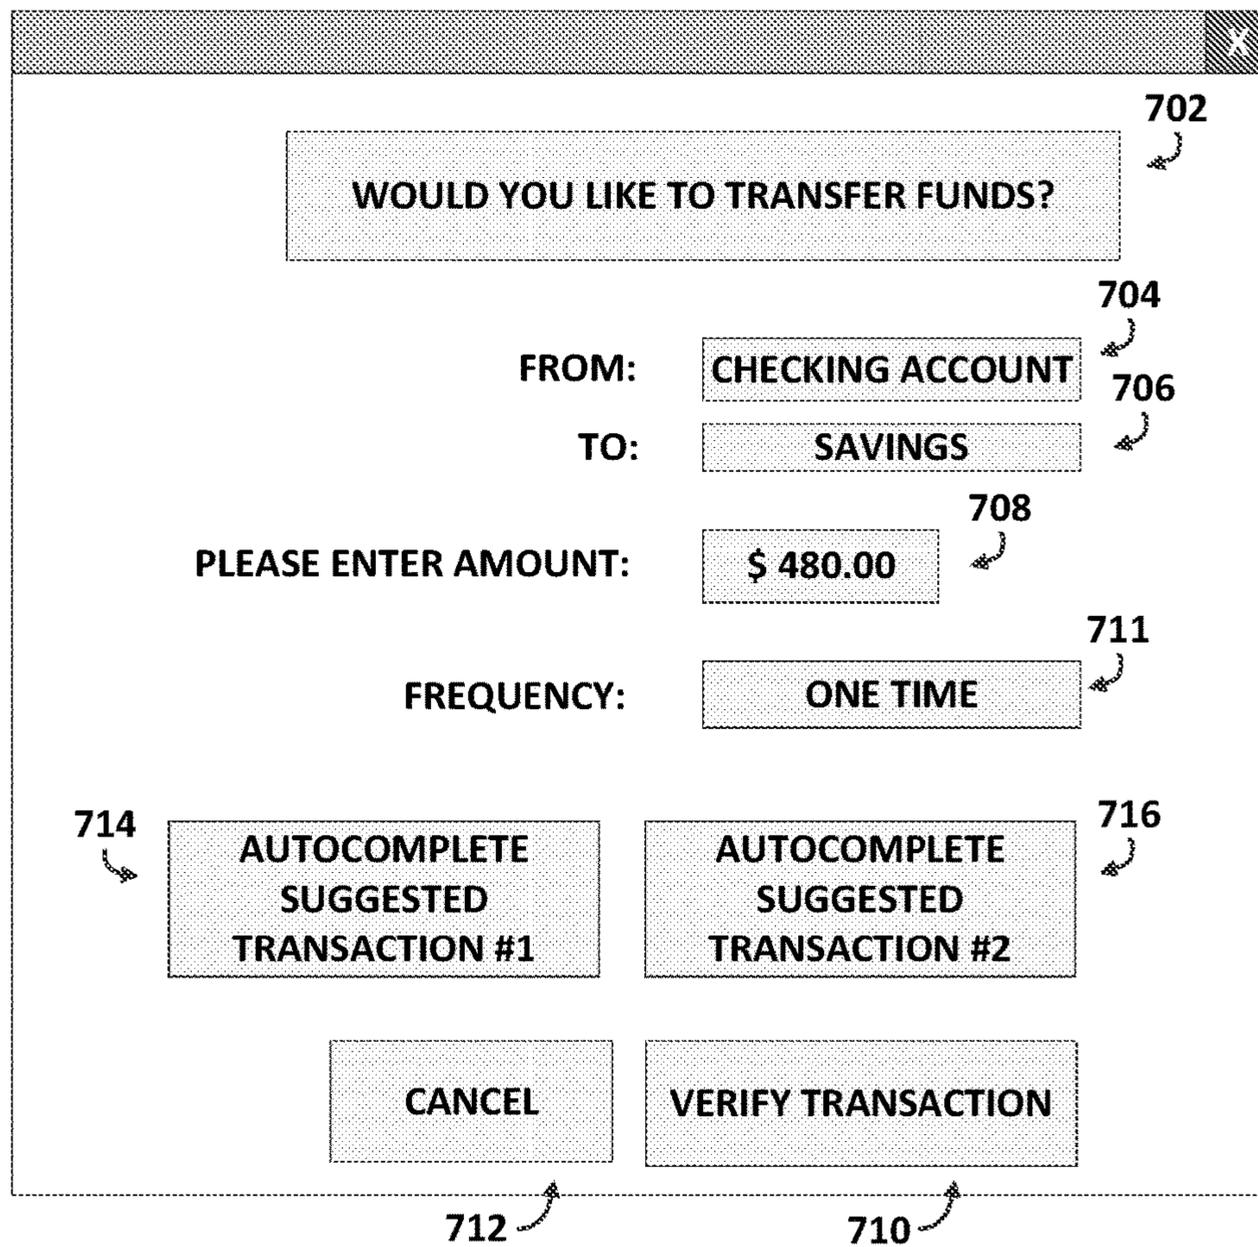 X
702
WOULD YOU LIKE TO TRANSFER FUNDS?
704
FROM: CHECKING ACCOUNT
706
TO: SAVINGS
708
PLEASE ENTER AMOUNT: $ 480.00
711
FREQUENCY: ONE TIME
714
AUTOCOMPLETE
SUGGESTED
TRANSACTION #1
716
AUTOCOMPLETE
SUGGESTED
TRANSACTION #2
CANCEL
VERIFY TRANSACTION
712
710